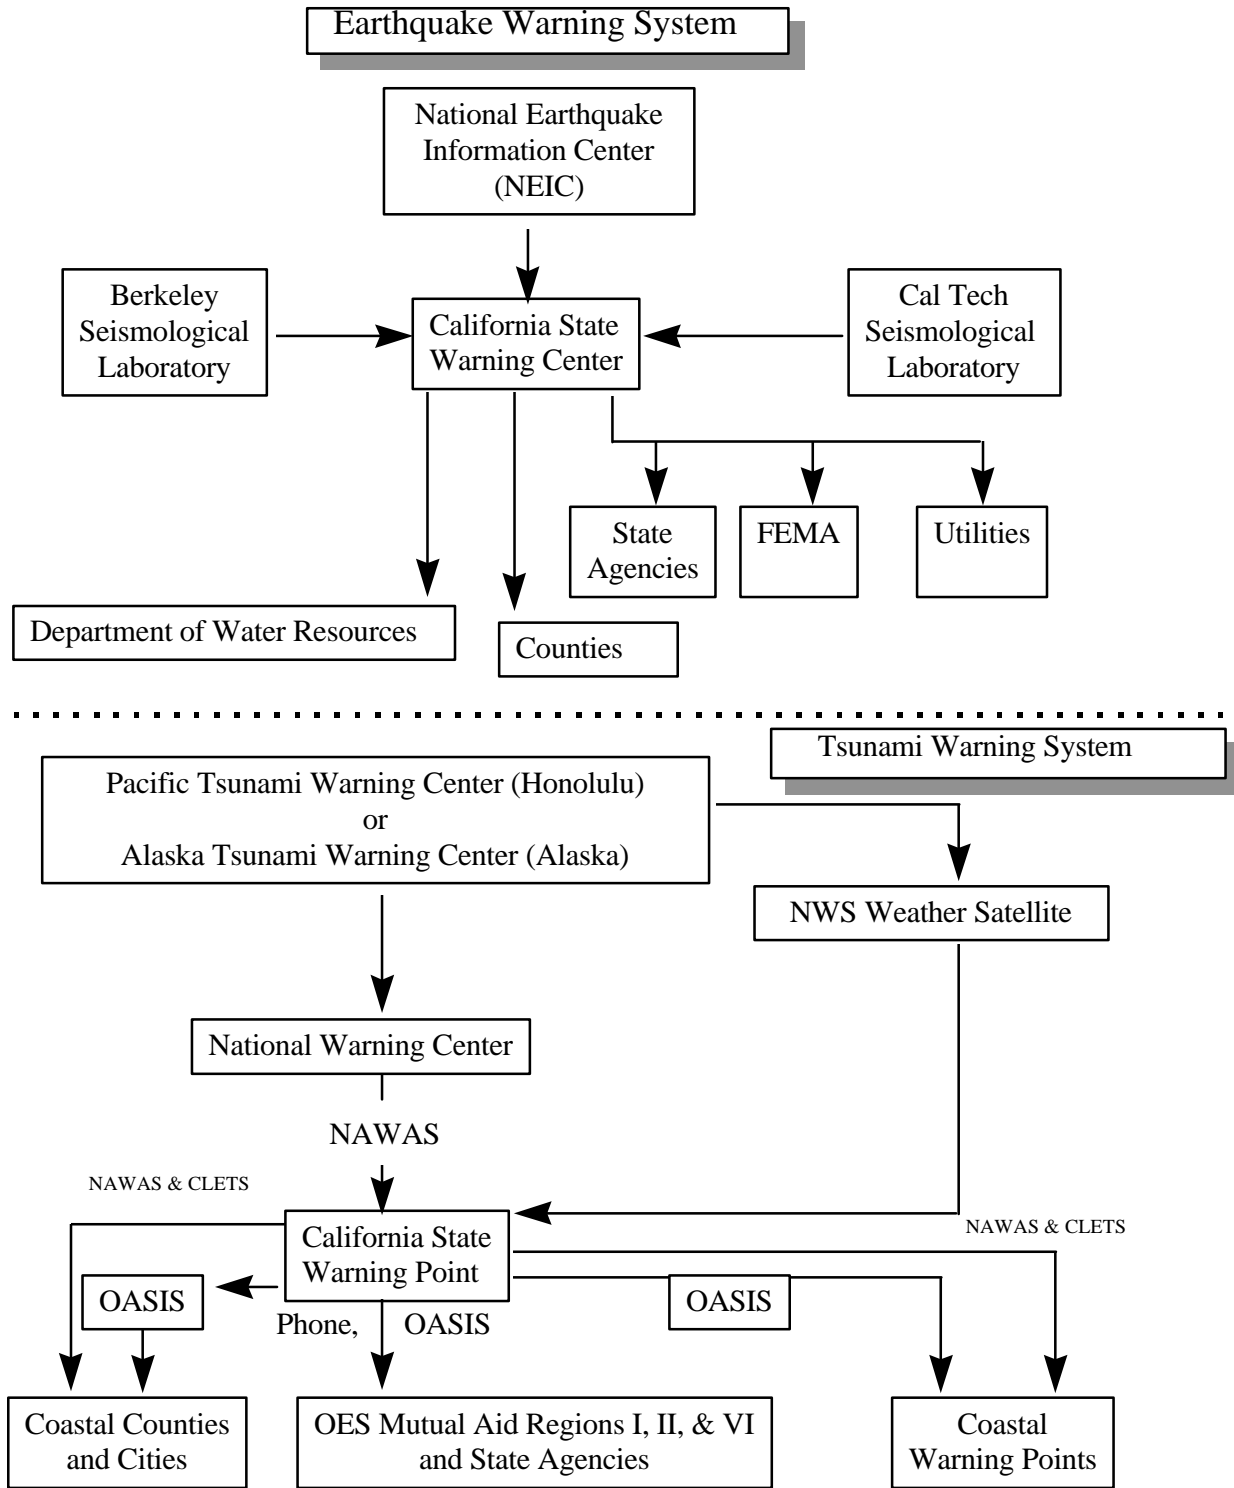 Earthquake Warning System
National Earthquake
Information Center
(NEIC)
Berkeley
Seismological
Laboratory
California State
Warning Center
Cal Tech
Seismological
Laboratory
State
Agencies
FEMA
Utilities
Department of Water Resources
Counties
Tsunami Warning System
Pacific Tsunami Warning Center (Honolulu)
or
Alaska Tsunami Warning Center (Alaska)
NWS Weather Satellite
National Warning Center
NAWAS
NAWAS & CLETS
NAWAS & CLETS
California State
Warning Point
OASIS
Phone, OASIS
OASIS
Coastal Counties
and Cities
OES Mutual Aid Regions I, II, & VI
and State Agencies
Coastal
Warning Points